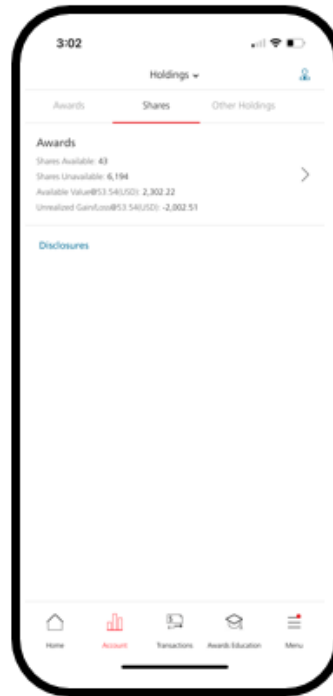 3:02
Holdings
Awards Shares Other Holdings
Awards
Shares Available: 43
Shares Unavailable: 6,194
Available Value@53.54(USD): 2,302.22
Unrealized Gain/Loss@53.54(USD): -2,002.51
Disclosures
Home Account Transactions Awards Education Menu